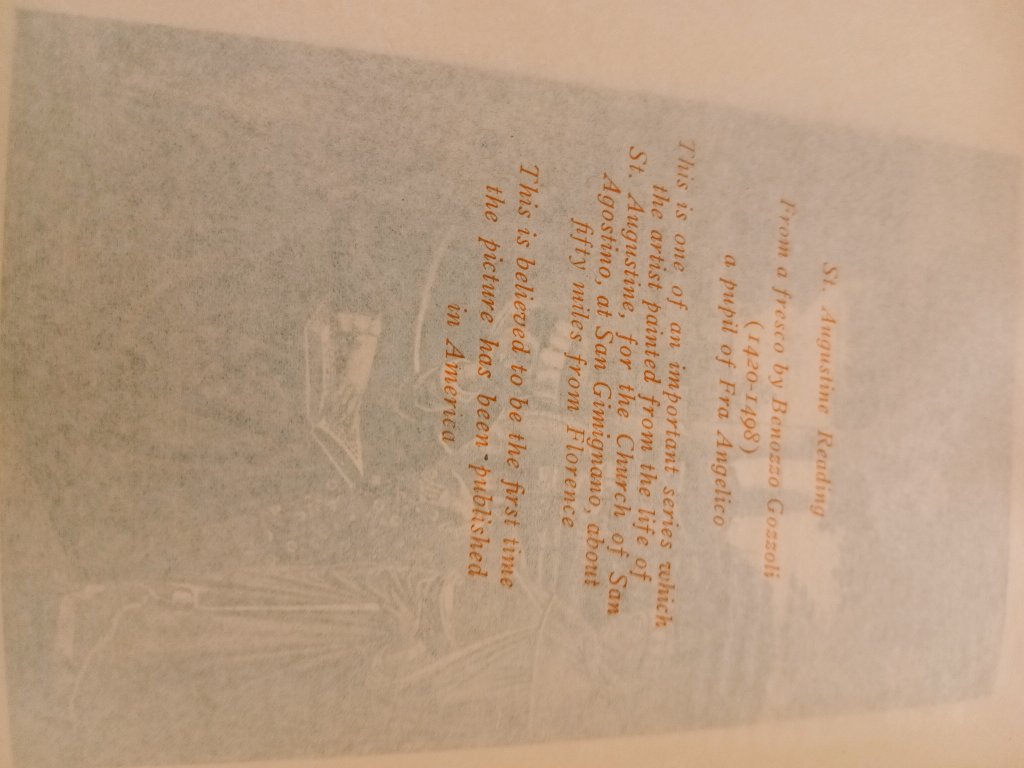 St. Augustine Reading
From a fresco by Benozzo Gozzoli
(1420-1498)
a pupil of Fra Angelico
This is one of an important series which
the artist painted from the life of
St. Augustine, for the Church of San
Agostino, at San Gimignano, about
fifty miles from Florence
This is believed to be the first time
the picture has been published
in America